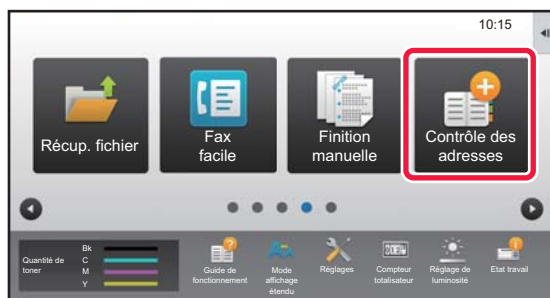 10:15
Récup. fichier
Fax
facile
Finition
manuelle
Contrôle des
adresses
Quantité de
toner
Bk
C
M
Y
Guide de
fonctionnement
Mode
affichage
étendu
Réglages
Compteur
totalisateur
Réglage de
luminosité
Etat travail